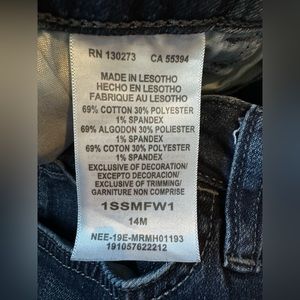 RN 130273 CA 55394
MADE IN LESOTHO
HECHO EN LESOTHO
FABRIQUE AU LESOTHO
69% COTTON 30% POLYESTER
1% SPANDEX
69% ALGODON 30% POLIESTER
1% SPANDEX
69% COTON 30% POLYESTER
1% SPANDEX
EXCLUSIVE OF DECORATION/
EXCEPTO DECORACION/
EXCLUSIVE OF TRIMMING/
GARNITURE NON COMPRISE
1SSMFW1
14M
NEE-19E-MRMH01193
191057622212